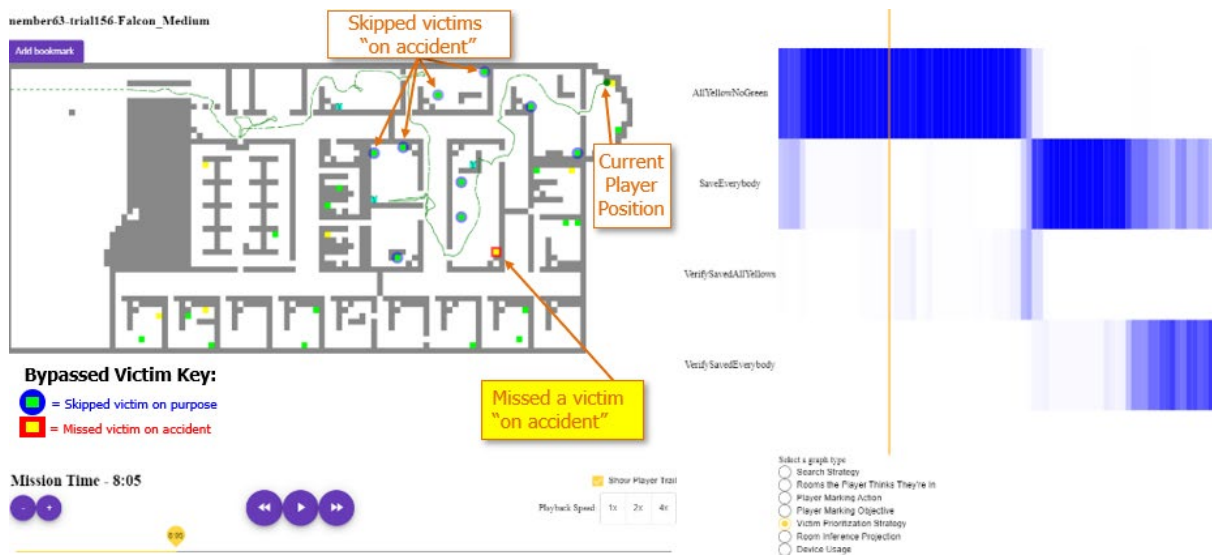 member63-trial156-Falcon_Medium
Add bookmark
Skipped victims
“on accident”
Current
Player
Position
Missed a victim
“on accident”
Bypassed Victim Key:
= Skipped victim on purpose
= Missed victim on accident
Mission Time - 8:05
-
+
Show Player Trail
Playback Speed
1x
2x
4x
AllYellowNoGreen
SaveEverybody
VerifySavedAllYellows
VerifySavedEverybody
Select a graph type
Search Strategy
Rooms the Player Thinks They're in
Player Marking Action
Player Marking Objective
Victim Prioritization Strategy
Room Inference Projection
Device Usage